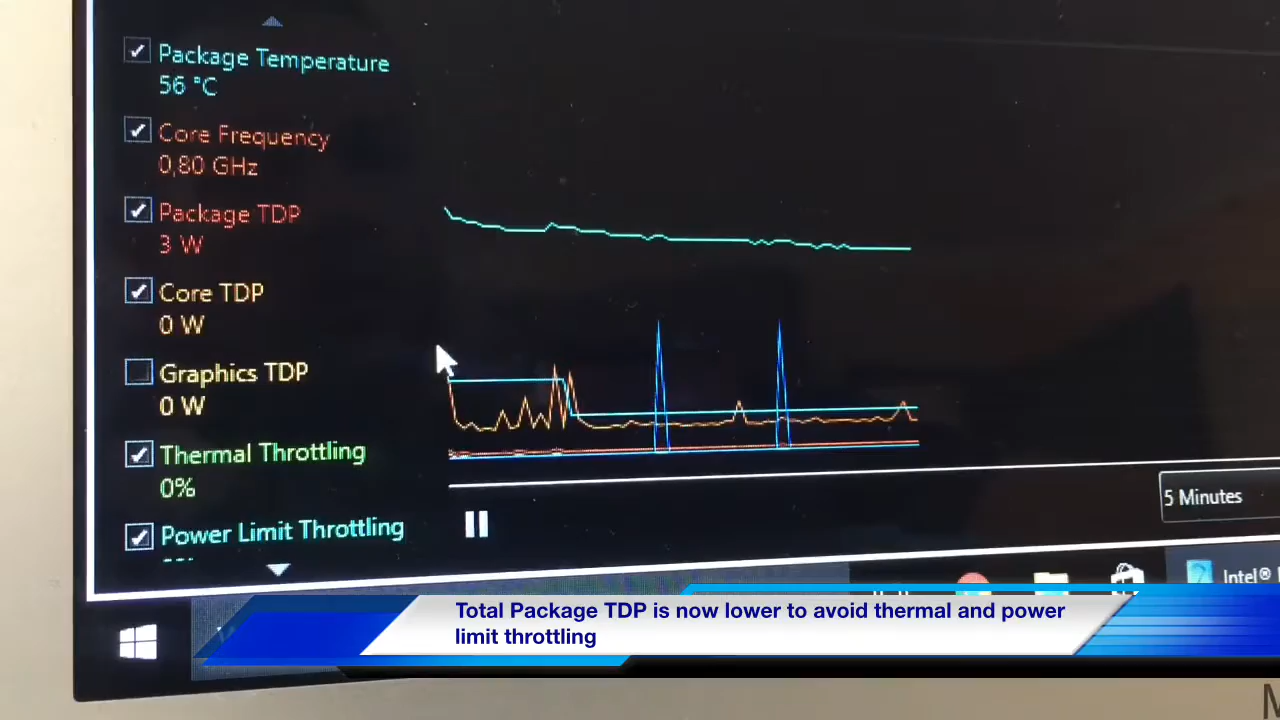 Package Temperature
56 °C
Core Frequency
0,80 GHz
Package TDP
3 W
Core TDP
0 W
Graphics TDP
0 W
Thermal Throttling
0%
Power Limit Throttling
5 Minutes
Intel®
Total Package TDP is now lower to avoid thermal and power
limit throttling
M